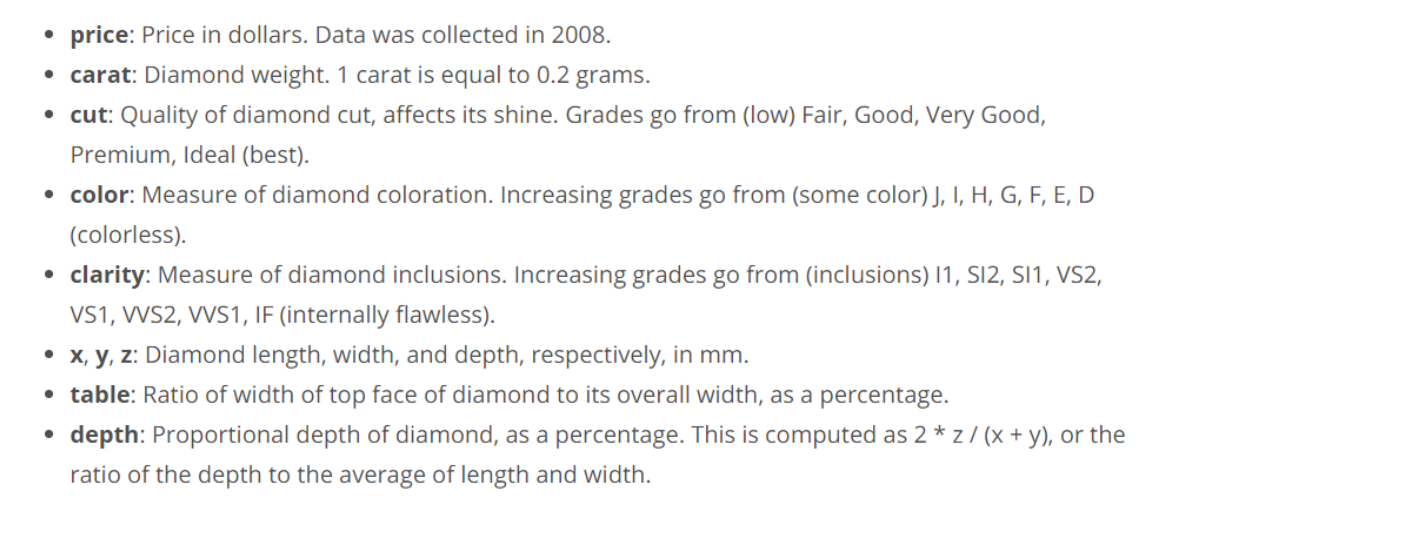 • price: Price in dollars. Data was collected in 2008.
• carat: Diamond weight. 1 carat is equal to 0.2 grams.
• cut: Quality of diamond cut, affects its shine. Grades go from (low) Fair, Good, Very Good,
Premium, Ideal (best).
• color: Measure of diamond coloration. Increasing grades go from (some color) J, I, H, G, F, E, D
(colorless).
• clarity: Measure of diamond inclusions. Increasing grades go from (inclusions) I1, SI2, SI1, VS2,
VS1, VVS2, VVS1, IF (internally flawless).
• x, y, z: Diamond length, width, and depth, respectively, in mm.
• table: Ratio of width of top face of diamond to its overall width, as a percentage.
• depth: Proportional depth of diamond, as a percentage. This is computed as 2 * z / (x + y), or the
ratio of the depth to the average of length and width.